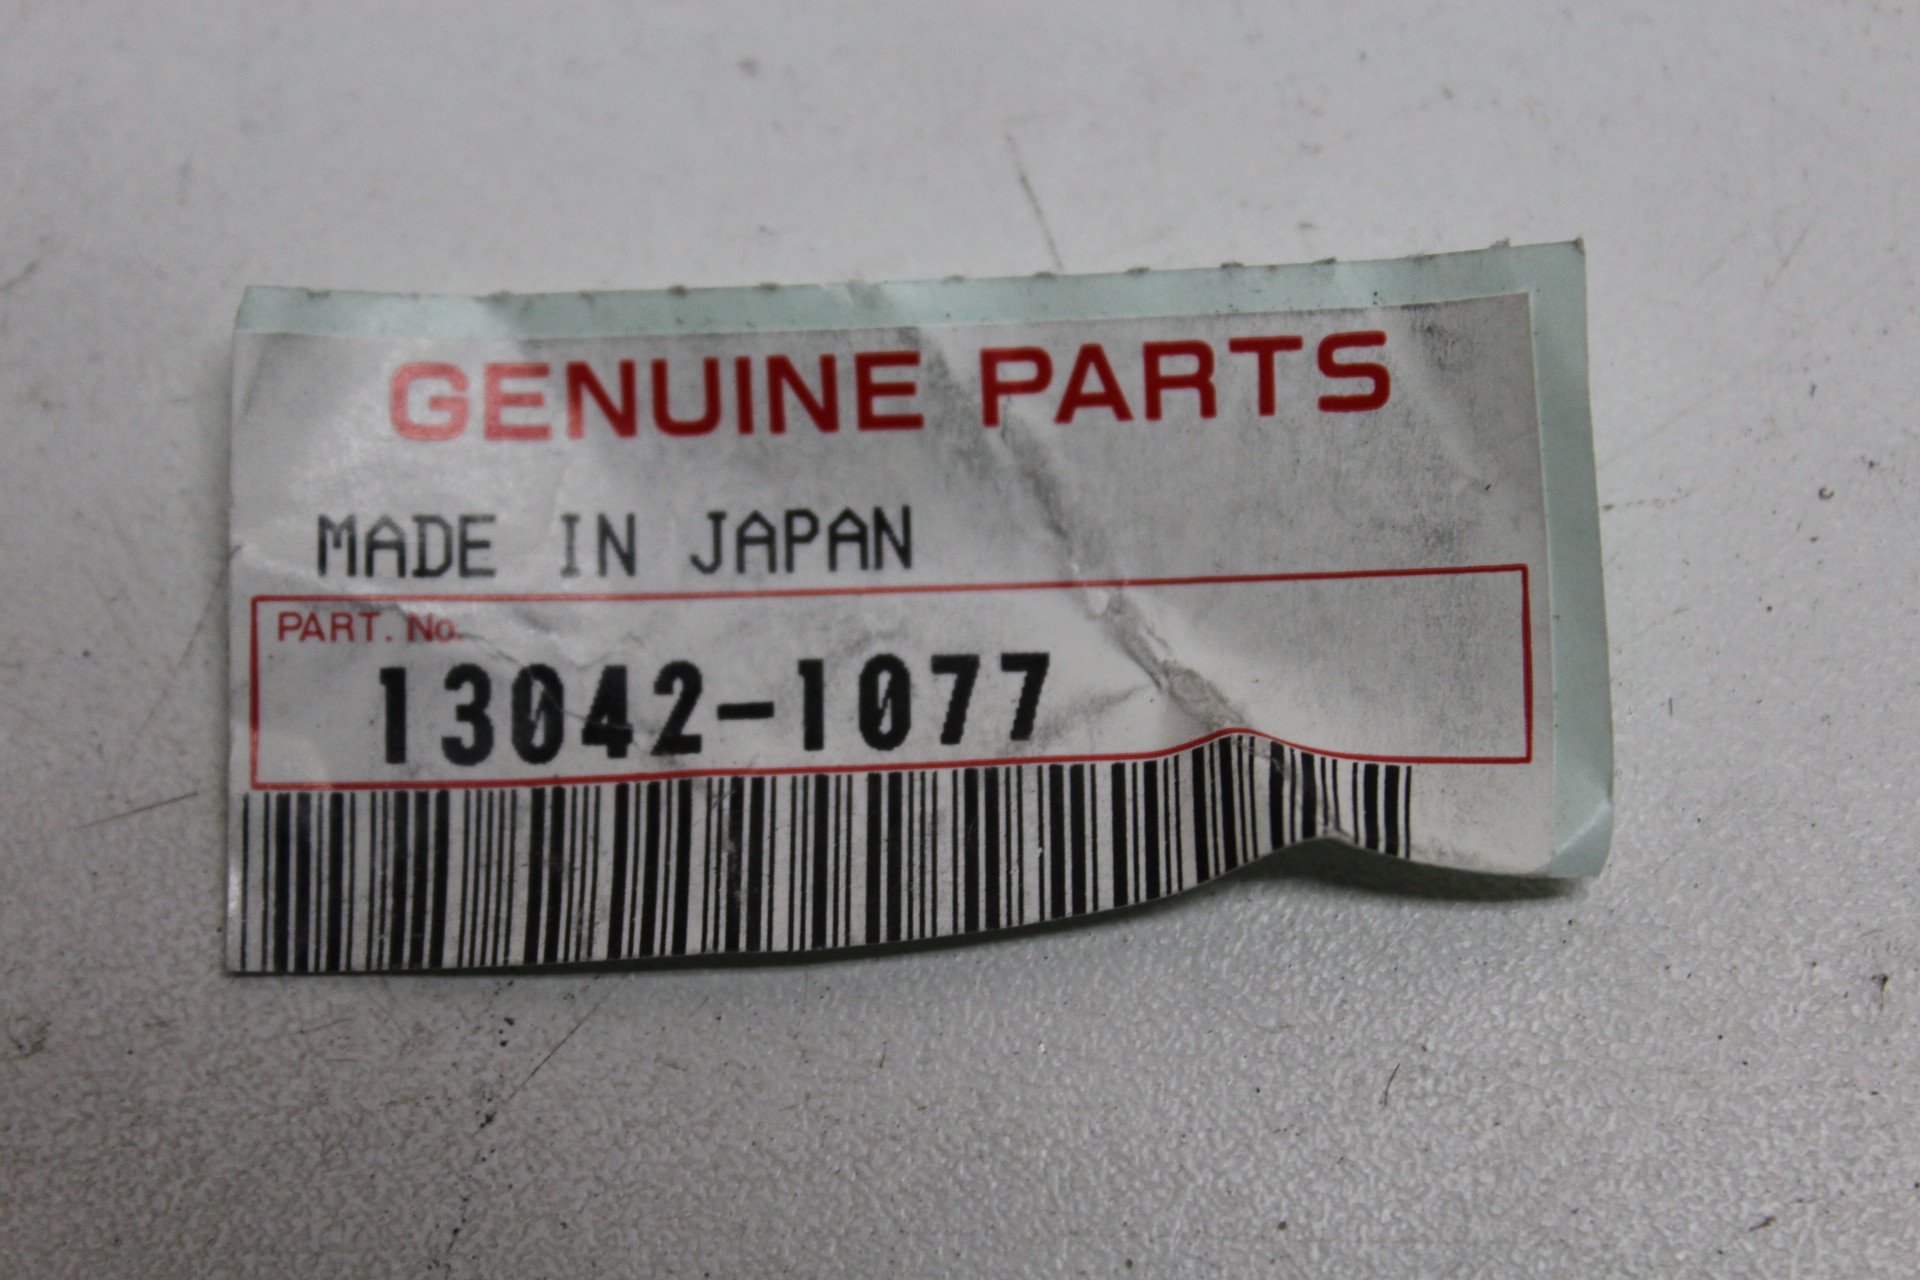 GENUINE PARTS
MADE IN JAPAN
PART. No.
13042-1077